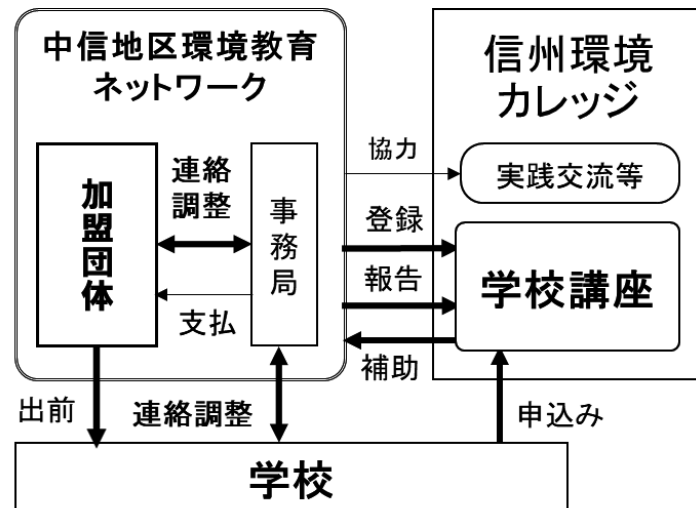 中信地区環境教育
ネットワーク
信州環境
カレッジ
加盟団体
連絡
調整
事務局
支払
協力
実践交流等
登録
報告
補助
学校講座
出前
連絡調整
申込み
学校